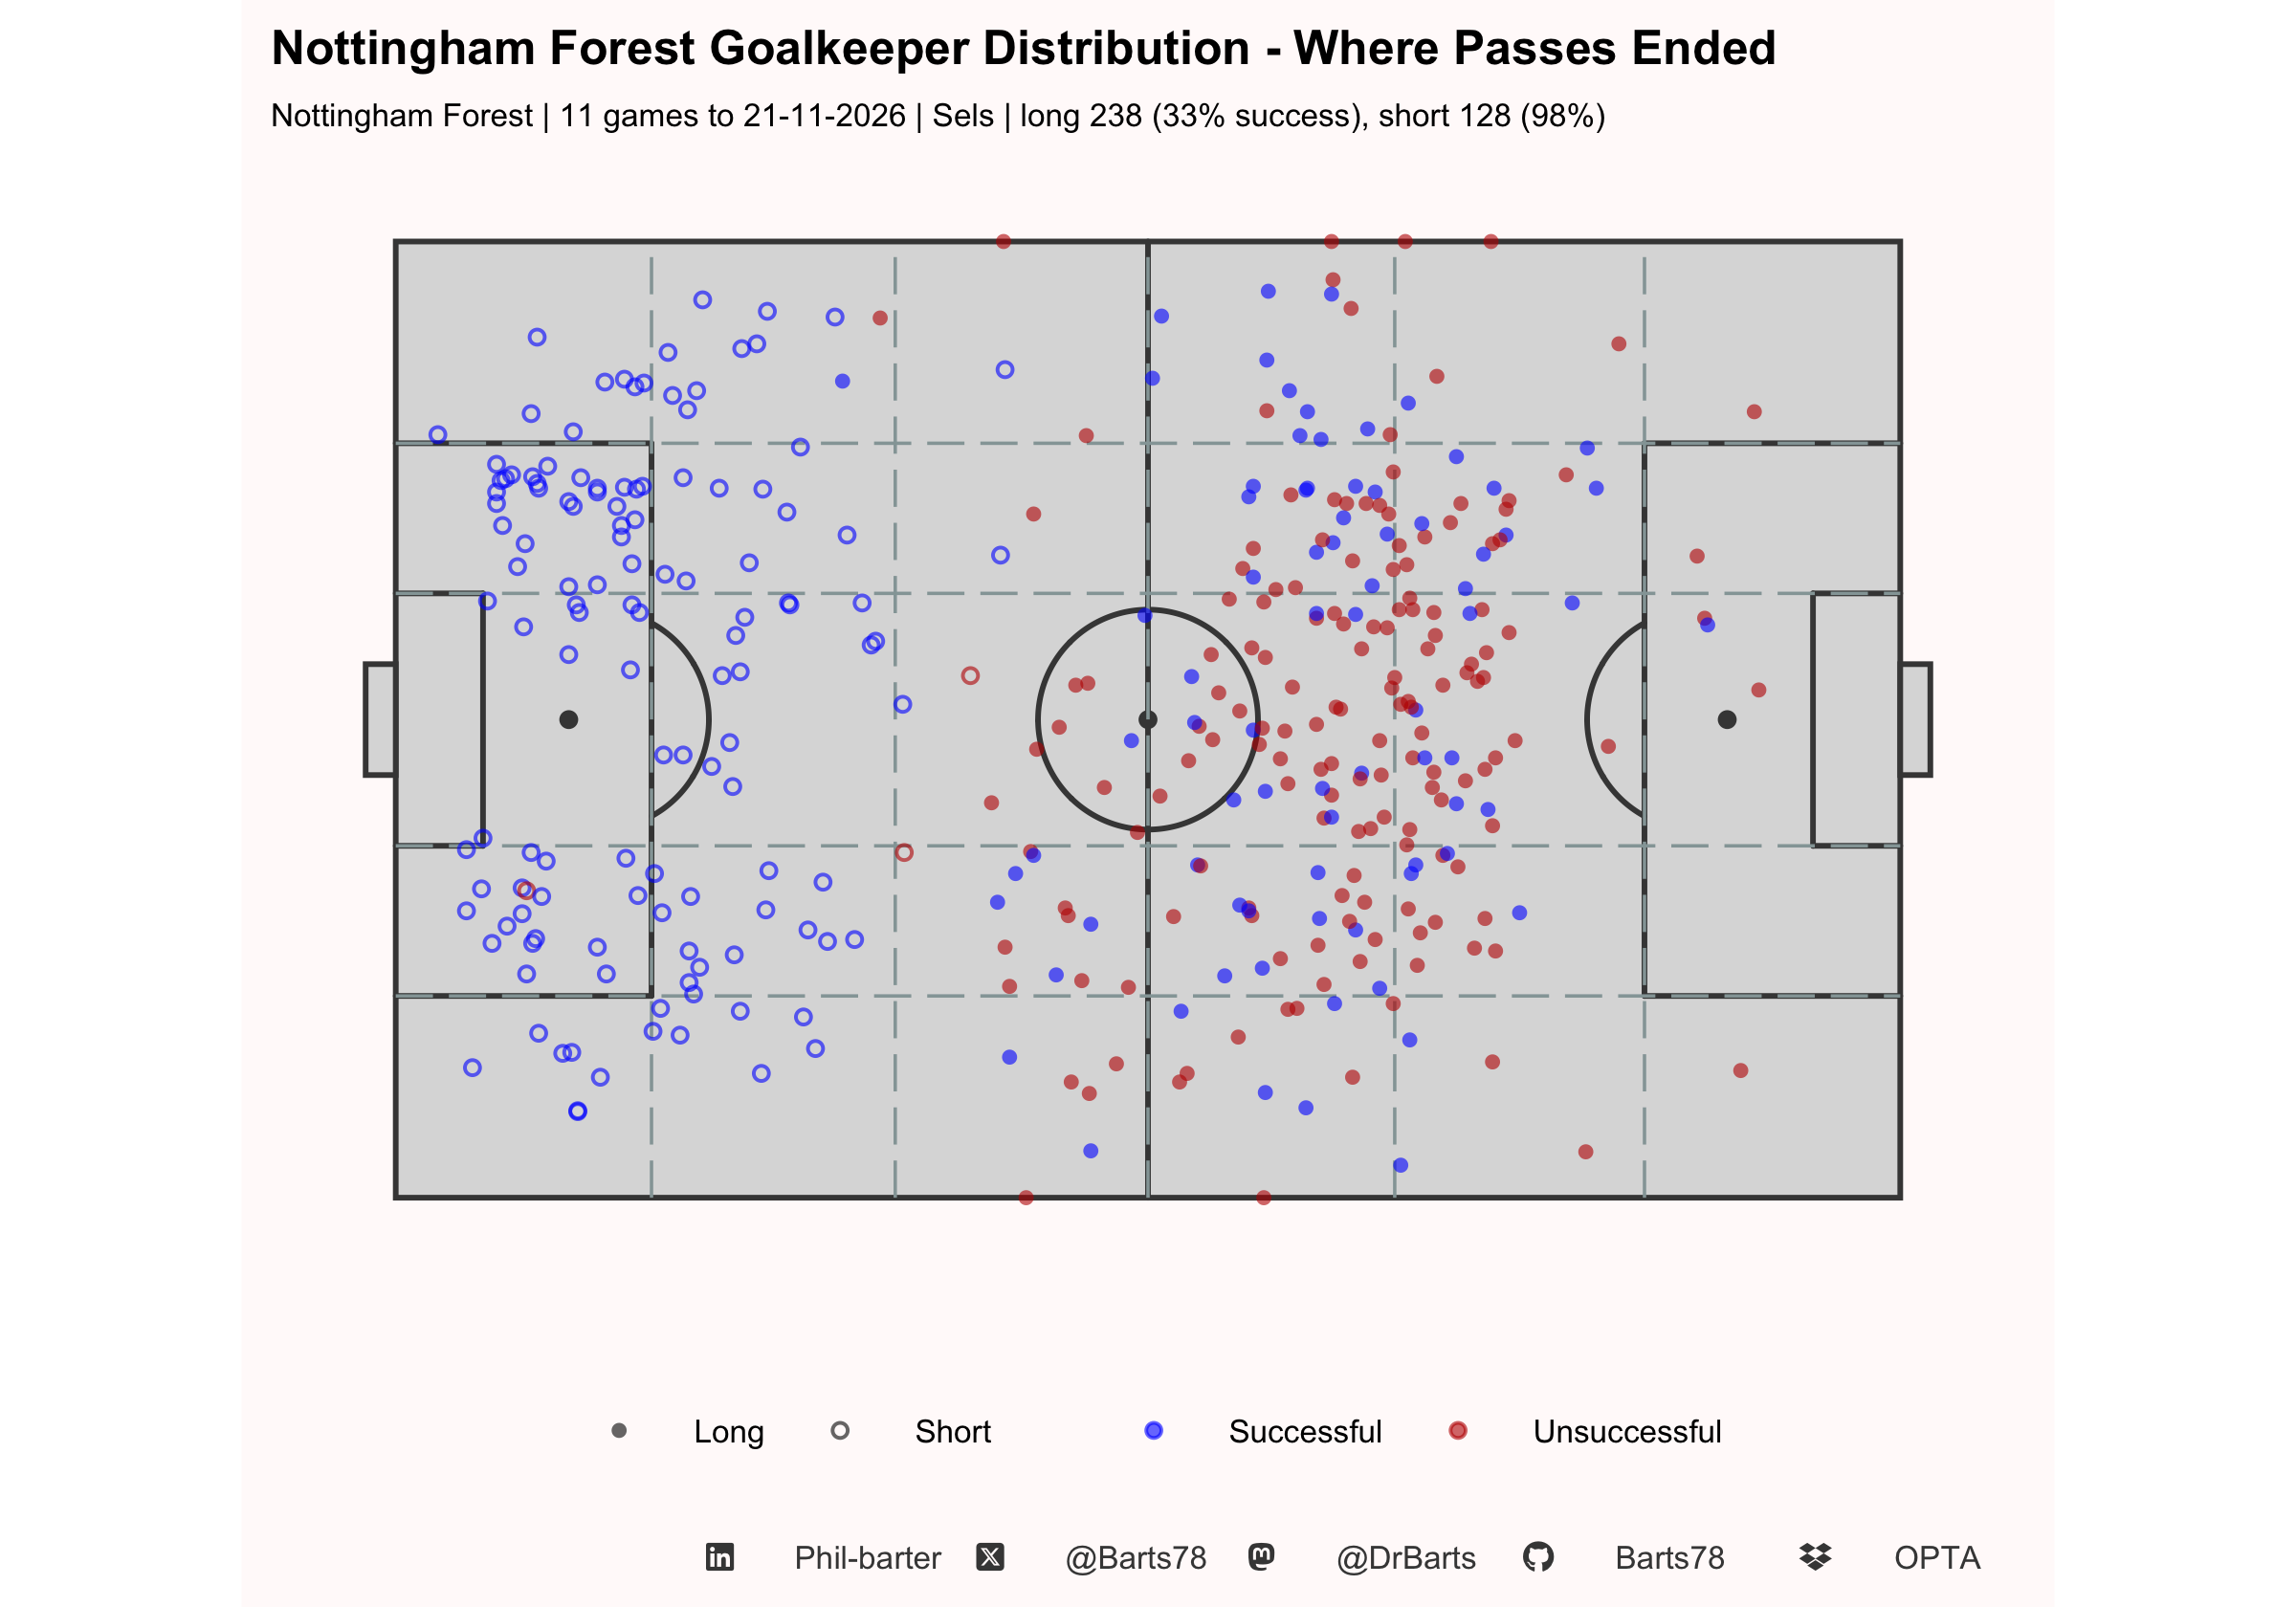 Nottingham Forest Goalkeeper Distribution - Where Passes Ended
Nottingham Forest | 11 games to 21-11-2026 | Sels | long 238 (33% success), short 128 (98%)
Long Short Successful Unsuccessful
Phil-barter @Barts78 @DrBarts Barts78 OPTA